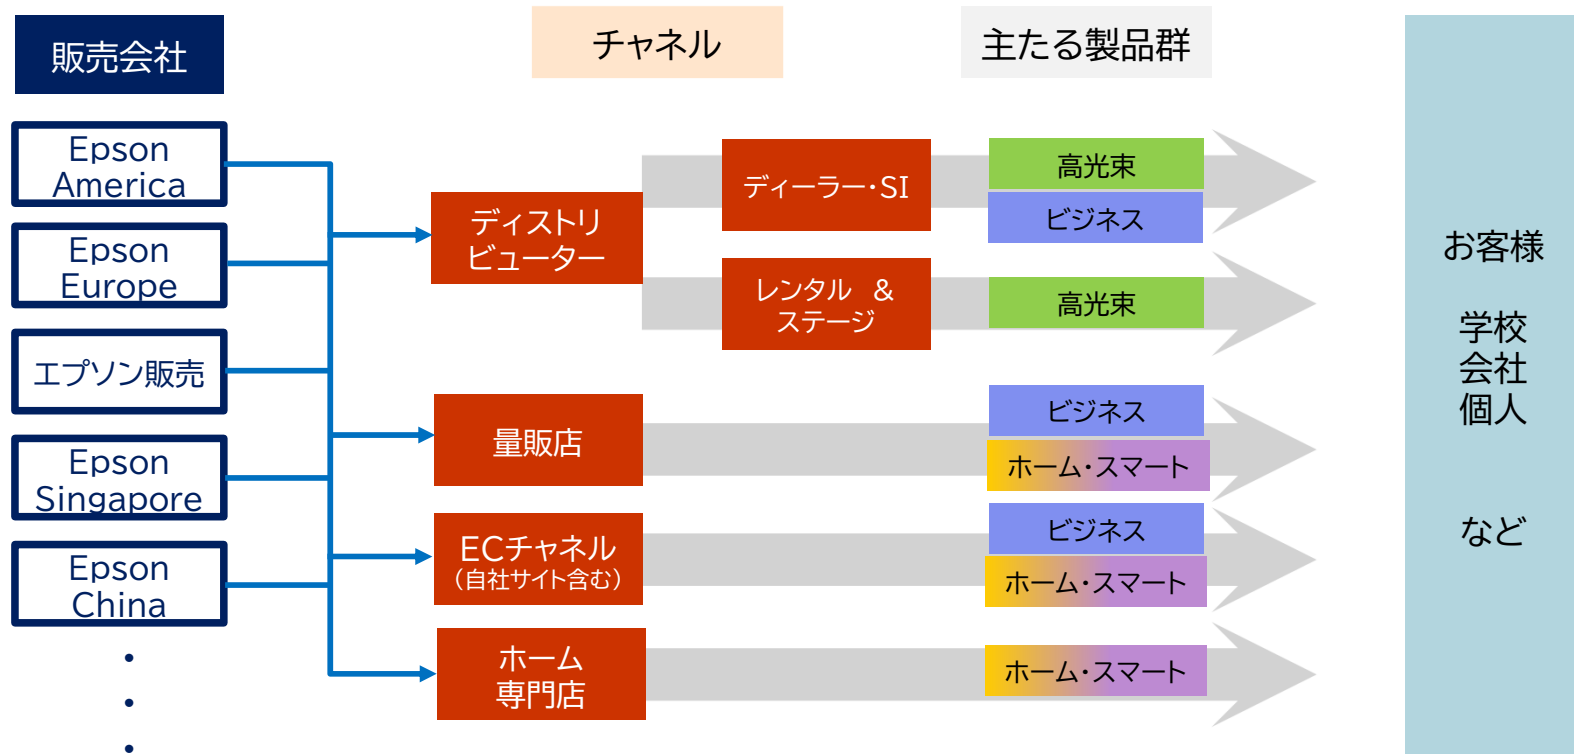 販売会社
チャネル
主たる製品群
Epson
America
Epson
Europe
エプソン販売
Epson
Singapore
Epson
China
・
・
・
ディストリ
ビューター
ディーラー・SI
高光束
ビジネス
レンタル ＆
ステージ
高光束
量販店
ビジネス
ホーム・スマート
ECチャネル
（自社サイト含む）
ビジネス
ホーム・スマート
ホーム
専門店
ホーム・スマート
お客様
学校
会社
個人
など